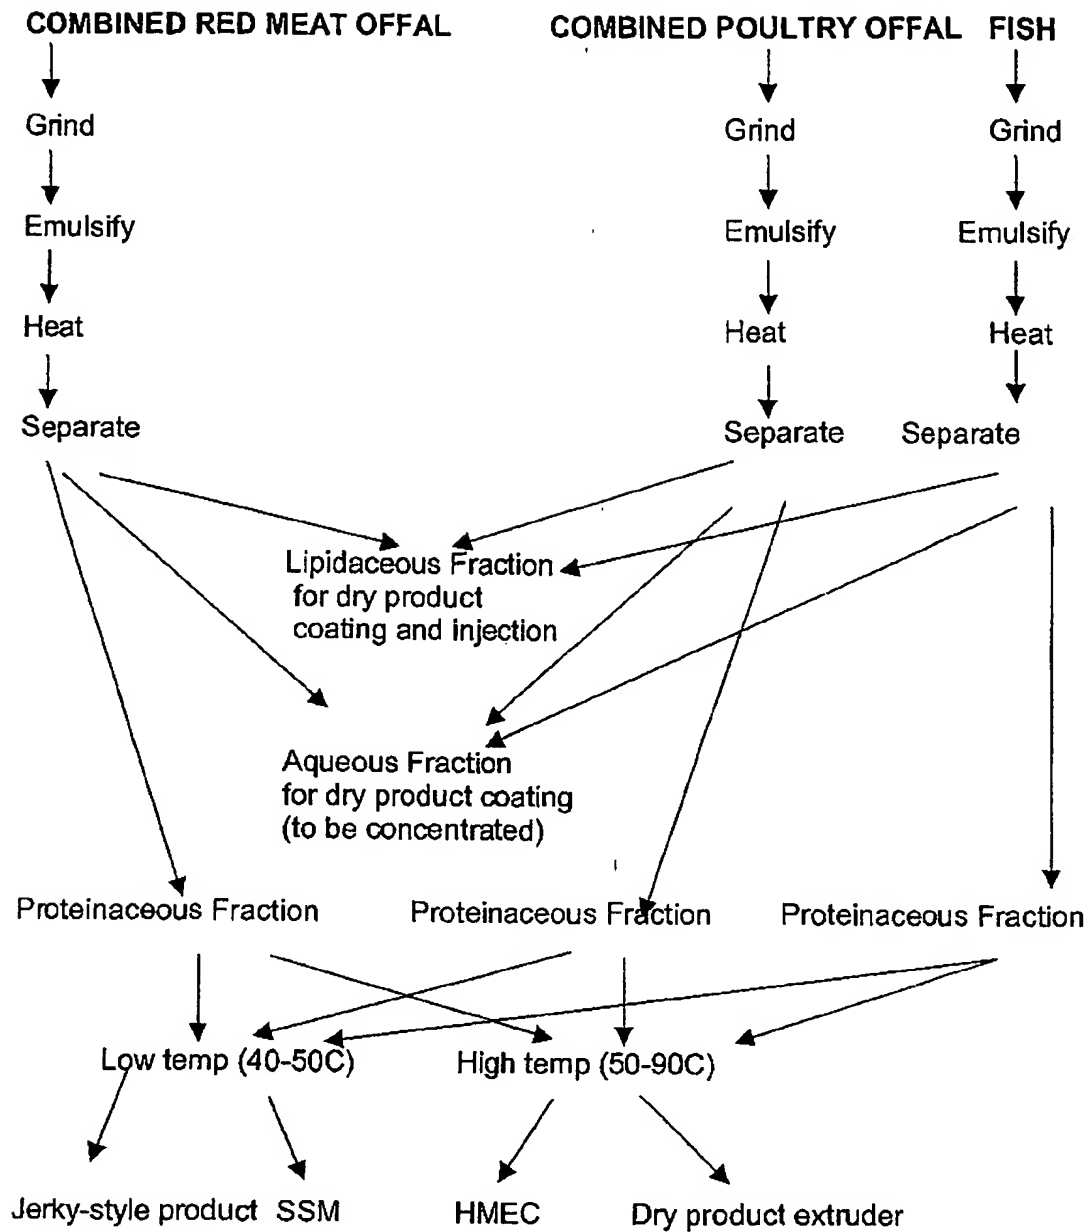 COMBINED RED MEAT OFFAL
COMBINED POULTRY OFFAL
FISH
Grind
Grind
Grind
Emulsify
Emulsify
Emulsify
Heat
Heat
Heat
Separate
Separate
Separate
Lipidaceous Fraction
for dry product
coating and injection
Aqueous Fraction
for dry product coating
(to be concentrated)
Proteinaceous Fraction
Proteinaceous Fraction
Proteinaceous Fraction
Low temp (40-50C)
High temp (50-90C)
Jerky-style product
SSM
HMEC
Dry product extruder